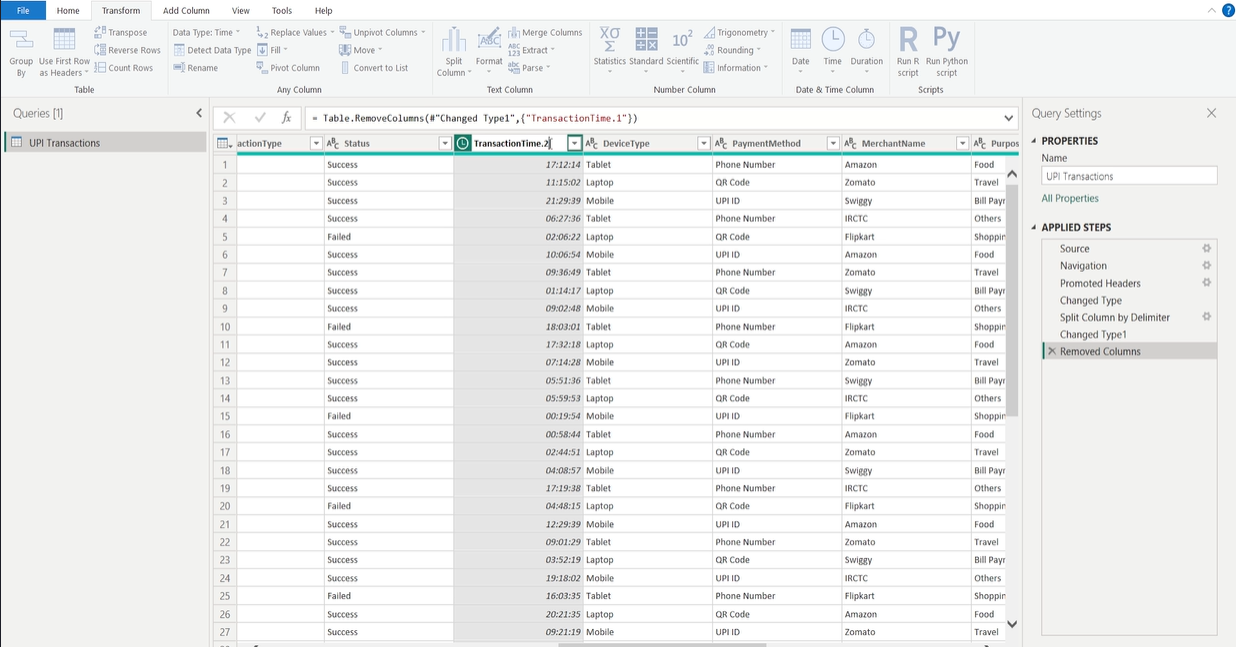 File Home Transform Add Column View Tools Help
Group By
Use First Row as Headers
Transpose
Reverse Rows
Count Rows
Table
Data Type: Time
Detect Data Type
Rename
Replace Values
Fill
Pivot Column
Unpivot Columns
Move
Convert to List
Any Column
Split Column
Format
ABC
Merge Columns
ABC 123 Extract
abc Parse
Text Column
XΟ Σ
Statistics
Standard
10²
Scientific
Trigonometry
Rounding
Information
Number Column
Date
Time
Duration
Date & Time Column
R
Run R script
Py
Run Python script
Scripts
?
Queries [1]
UPI Transactions
fx = Table.RemoveColumns(#"Changed Type1",{"TransactionTime.1"})
actionType ABC Status TransactionTime.2 ABC DeviceType ABC PaymentMethod ABC MerchantName ABC Purpos
1 Success 17:12:14 Tablet Phone Number Amazon Food
2 Success 11:15:02 Laptop QR Code Zomato Travel
3 Success 21:29:39 Mobile UPI ID Swiggy Bill Payr
4 Success 06:27:36 Tablet Phone Number IRCTC Others
5 Failed 02:06:22 Laptop QR Code Flipkart Shoppin
6 Success 10:06:54 Mobile UPI ID Amazon Food
7 Success 09:36:49 Tablet Phone Number Zomato Travel
8 Success 01:14:17 Laptop QR Code Swiggy Bill Payr
9 Success 09:02:48 Mobile UPI ID IRCTC Others
10 Failed 18:03:01 Tablet Phone Number Flipkart Shoppin
11 Success 17:32:18 Laptop QR Code Amazon Food
12 Success 07:14:28 Mobile UPI ID Zomato Travel
13 Success 05:51:36 Tablet Phone Number Swiggy Bill Payr
14 Success 05:59:53 Laptop QR Code IRCTC Others
15 Failed 00:19:54 Mobile UPI ID Flipkart Shoppin
16 Success 00:58:44 Tablet Phone Number Amazon Food
17 Success 02:44:51 Laptop QR Code Zomato Travel
18 Success 04:08:57 Mobile UPI ID Swiggy Bill Payr
19 Success 17:19:38 Tablet Phone Number IRCTC Others
20 Failed 04:48:15 Laptop QR Code Flipkart Shoppin
21 Success 12:29:39 Mobile UPI ID Amazon Food
22 Success 09:01:29 Tablet Phone Number Zomato Travel
23 Success 03:52:19 Laptop QR Code Swiggy Bill Payr
24 Success 19:18:02 Mobile UPI ID IRCTC Others
25 Failed 16:03:35 Tablet Phone Number Flipkart Shoppin
26 Success 20:21:35 Laptop QR Code Amazon Food
27 Success 09:21:19 Mobile UPI ID Zomato Travel
Query Settings
PROPERTIES
Name
UPI Transactions
All Properties
APPLIED STEPS
Source
Navigation
Promoted Headers
Changed Type
Split Column by Delimiter
Changed Type1
Removed Columns